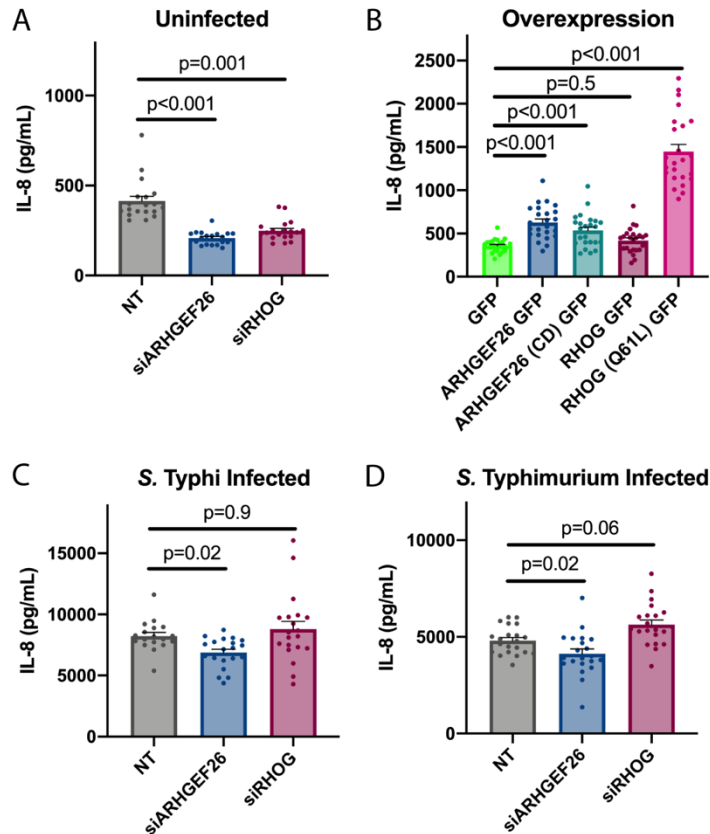 A
Uninfected
p=0.001
p<0.001
1000
500
0
IL-8 (pg/mL)
NT
siARHGEF26
siRHOG
B
Overexpression
p<0.001
p=0.5
p<0.001
p<0.001
2500
2000
1500
1000
500
0
IL-8 (pg/mL)
GFP
ARHGEF26 GFP
ARHGEF26 (CD) GFP
RHOG GFP
RHOG (Q61L) GFP
C
S. Typhi Infected
p=0.9
p=0.02
15000
10000
5000
0
IL-8 (pg/mL)
NT
siARHGEF26
siRHOG
D
S. Typhimurium Infected
p=0.06
p=0.02
10000
5000
0
IL-8 (pg/mL)
NT
siARHGEF26
siRHOG